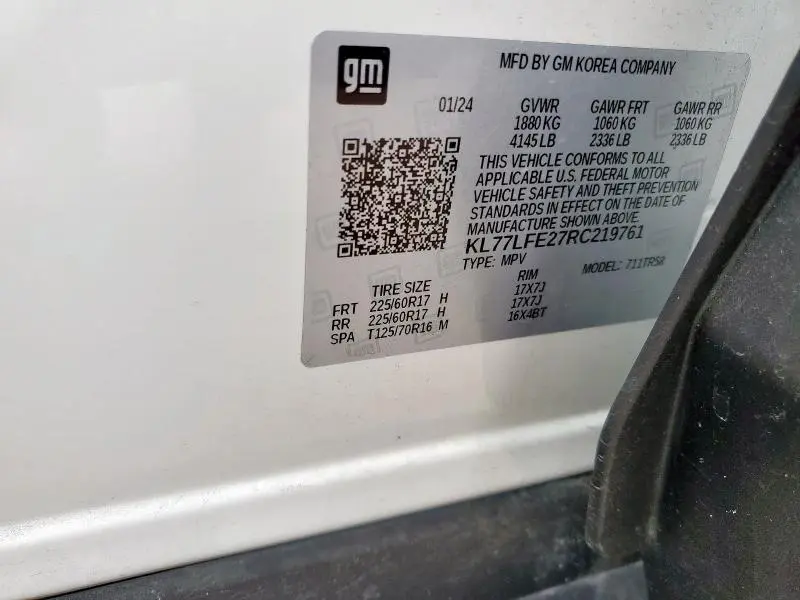 gm
MFD BY GM KOREA COMPANY
01/24 GVWR GAWR FRT GAWR RR
1880 KG 1060 KG 1060 KG
4145 LB 2336 LB 2336 LB
THIS VEHICLE CONFORMS TO ALL
APPLICABLE U.S. FEDERAL MOTOR
VEHICLE SAFETY AND THEFT PREVENTION
STANDARDS IN EFFECT ON THE DATE OF
MANUFACTURE SHOWN ABOVE.
KL77LFE27RC219761
TYPE: MPV MODEL: 711TRS8
TIRE SIZE RIM
FRT 225/60R17 H 17X7J
RR 225/60R17 H 17X7J
SPA T125/70R16 M 16X4BT